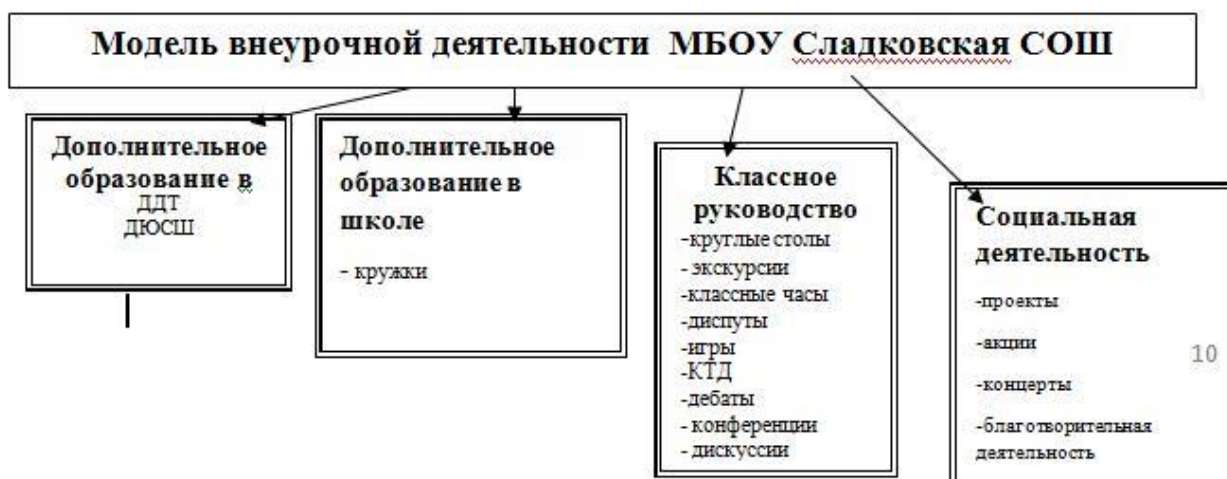 Модель внеурочной деятельности МБОУ Сладковская СОШ
Дополнительное
образование в
ДДТ
ДЮСШ
Дополнительное
образование в
школе
- кружки
Классное
руководство
-круглые столы
- экскурсии
-классные часы
-диспуты
-игры
-КТД
-дебаты
- конференции
- дискуссии
Социальная
деятельность
-проекты
-акции
-концерты
-благотворительная
деятельность
10